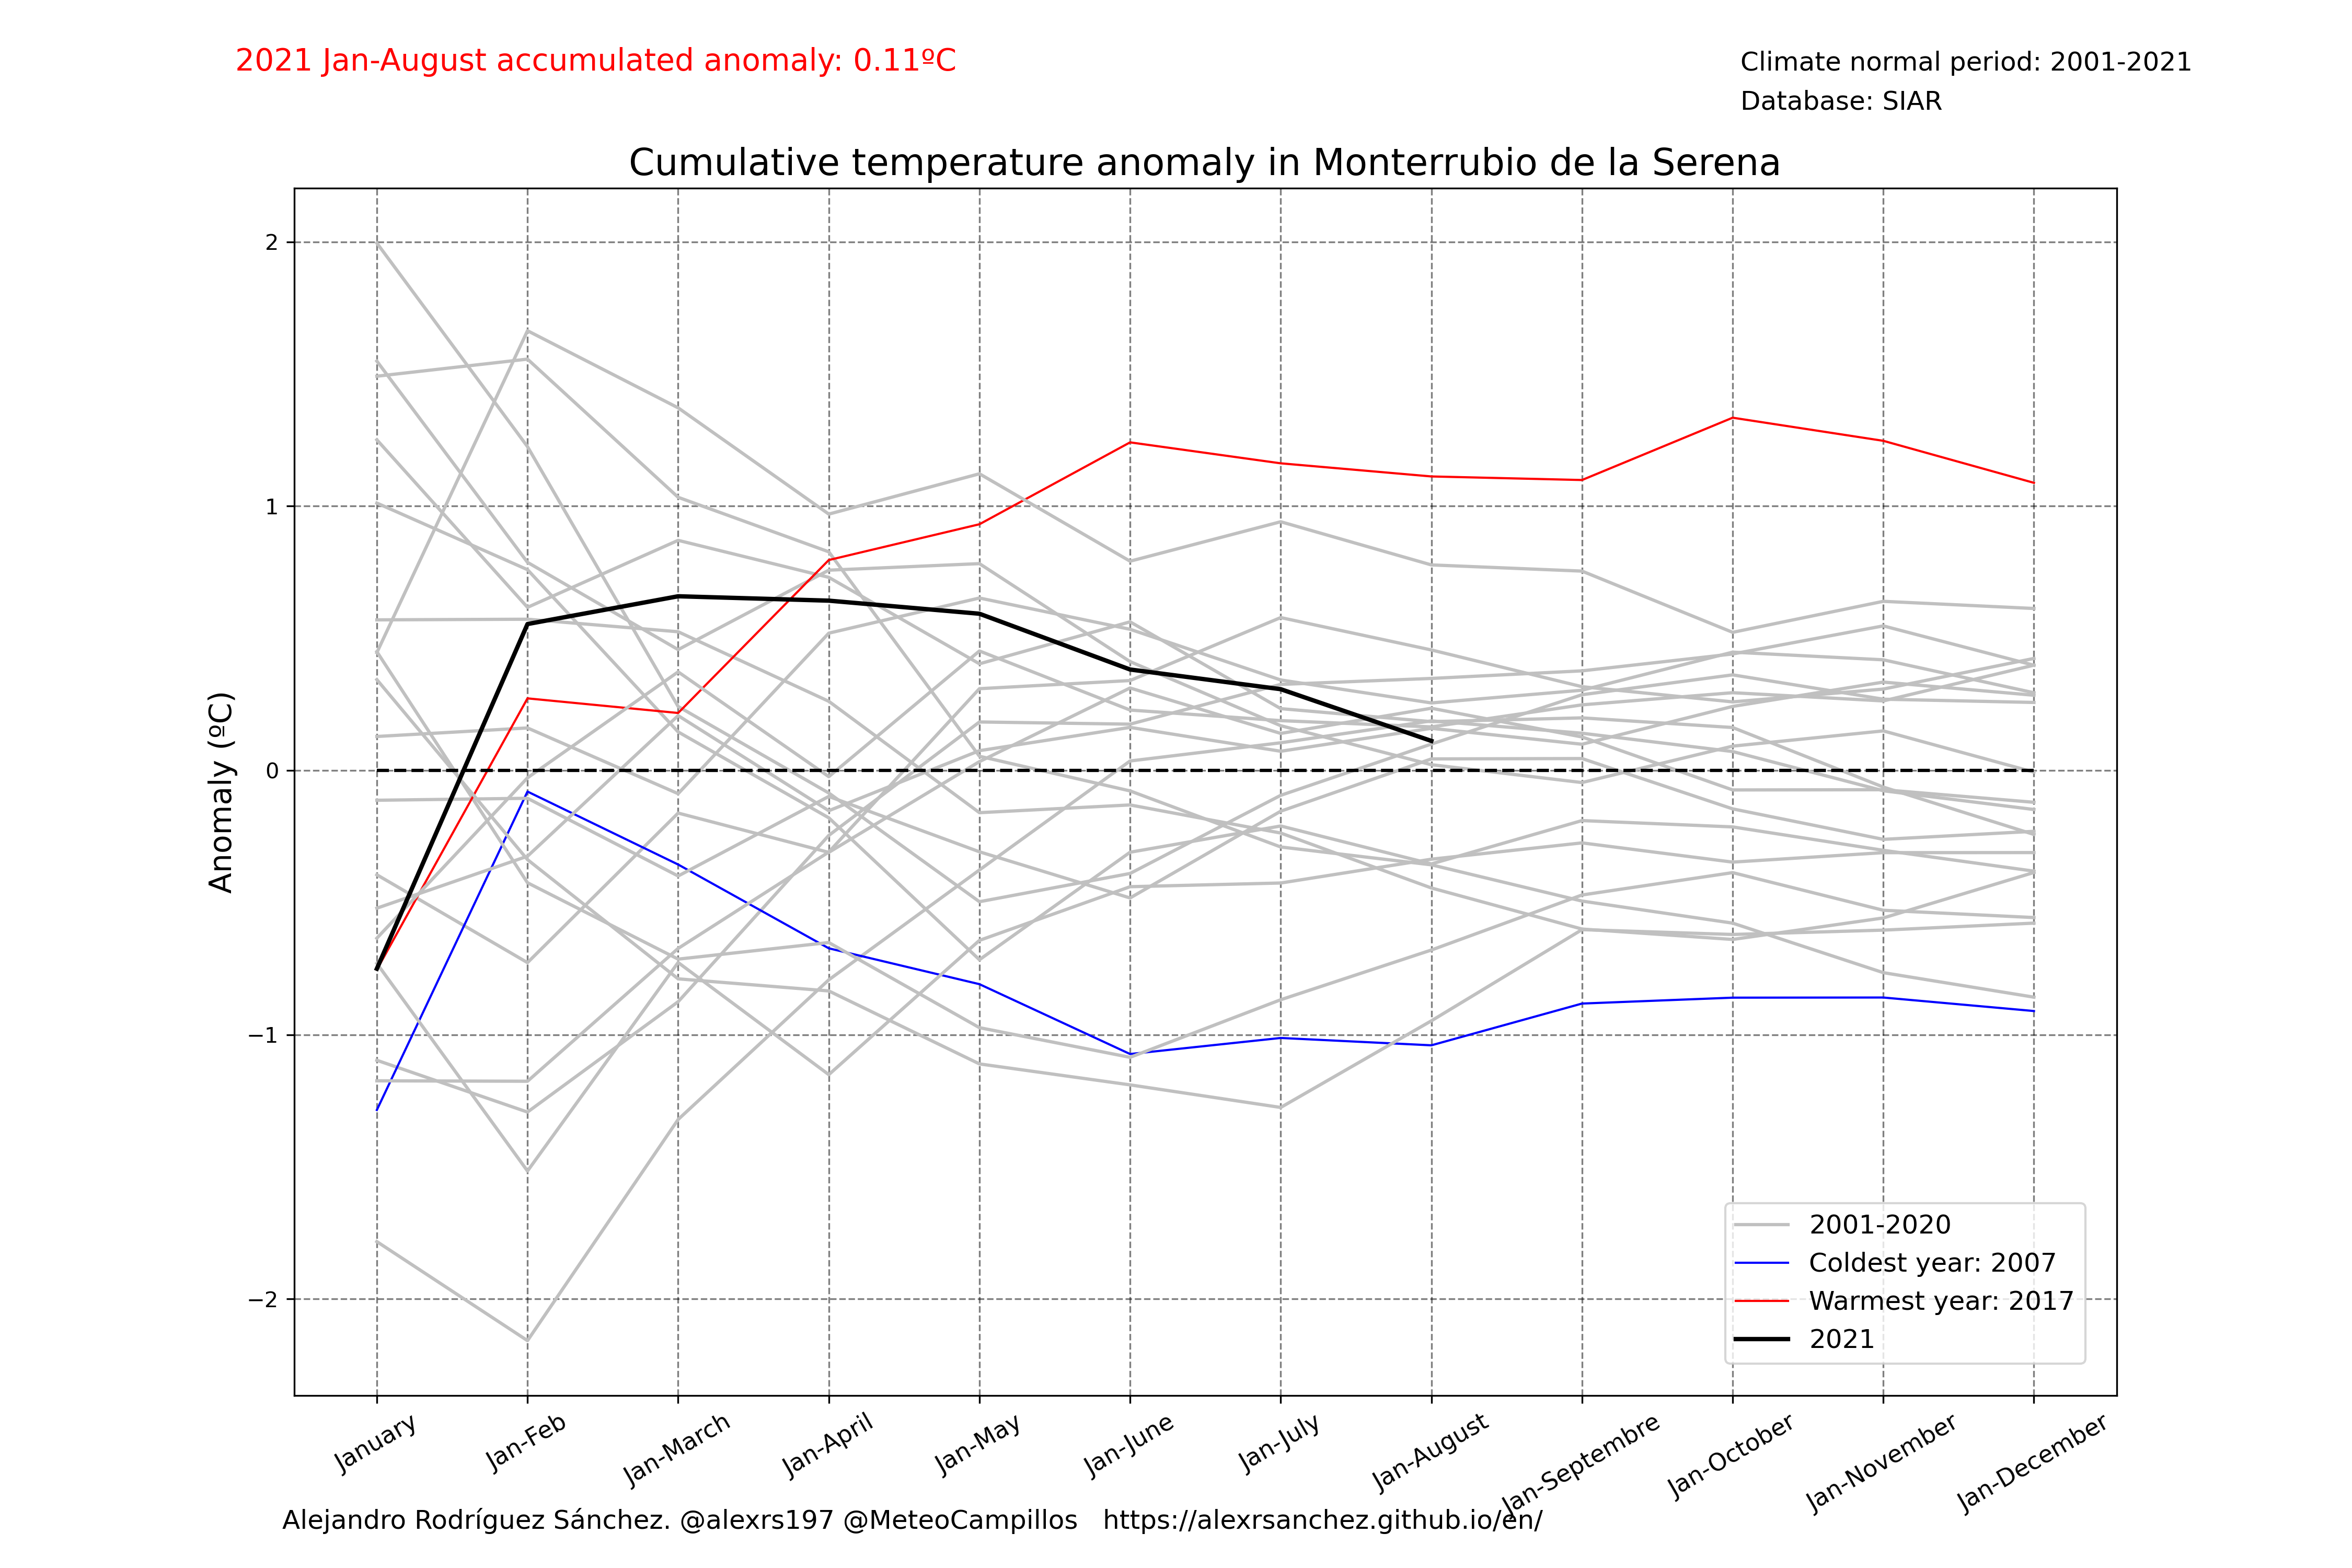 2021 Jan-August accumulated anomaly: 0.11ºC
Climate normal period: 2001-2021
Database: SIAR
Cumulative temperature anomaly in Monterrubio de la Serena
Anomaly (ºC)
2
1
0
−1
−2
2001-2020
Coldest year: 2007
Warmest year: 2017
2021
January
Jan-Feb
Jan-March
Jan-April
Jan-May
Jan-June
Jan-July
Jan-August
Jan-Septembre
Jan-October
Jan-November
Jan-December
Alejandro Rodríguez Sánchez. @alexrs197 @MeteoCampillos   https://alexrsanchez.github.io/en/